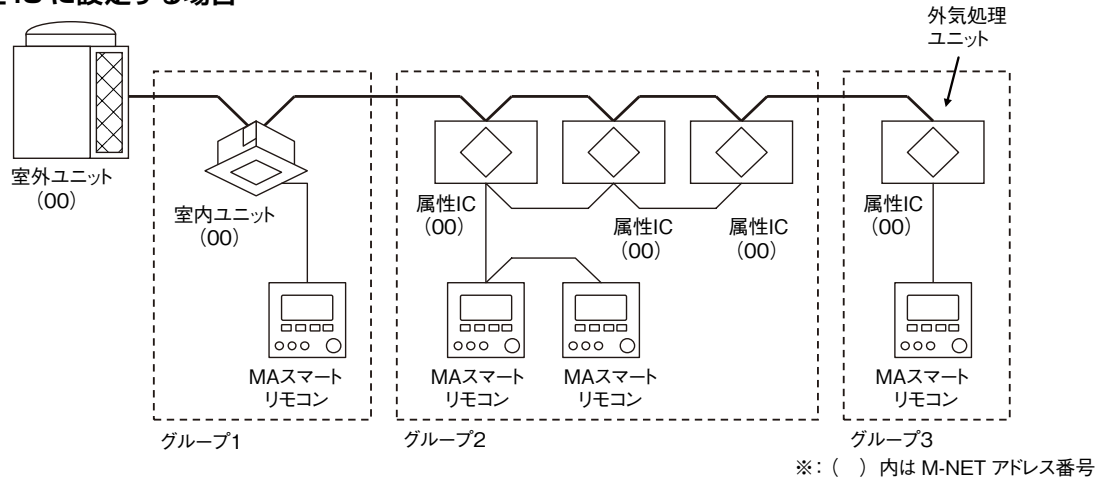 に設定する場合
外気処理
ユニット
室外ユニット
（00）
室内ユニット
（00）
属性IC
（00）
属性IC
（00）
属性IC
（00）
属性IC
（00）
MAスマート
リモコン
MAスマート
リモコン
MAスマート
リモコン
MAスマート
リモコン
グループ1
グループ2
グループ3
※：（　）内は M-NET アドレス番号